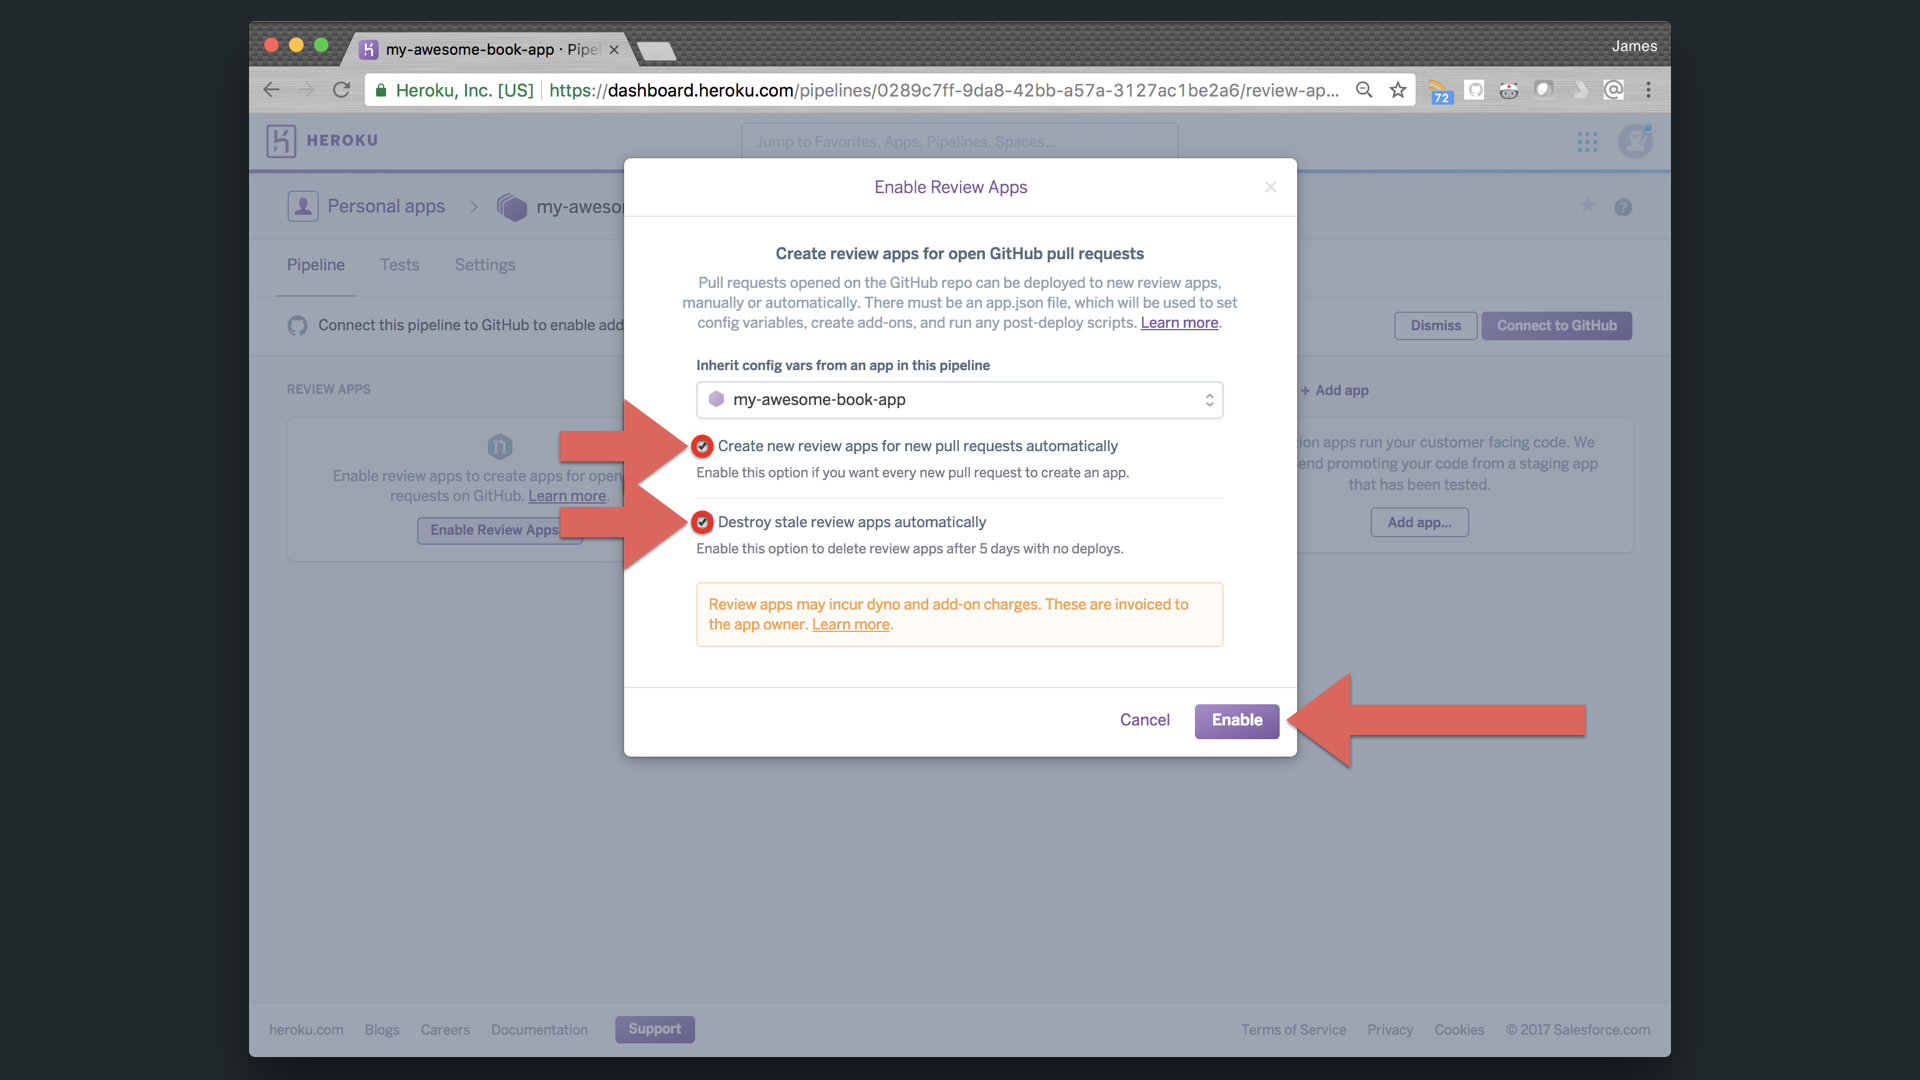 my-awesome-book-app · Pipel
James
Heroku, Inc. [US]
https://dashboard.heroku.com/pipelines/0289c7ff-9da8-42bb-a57a-3127ac1be2a6/review-ap...
72
HEROKU
Jump to Favorites, Apps, Pipelines, Spaces...
Personal apps
my-aweso
Pipeline
Tests
Settings
Connect this pipeline to GitHub to enable add
Dismiss
Connect to GitHub
REVIEW APPS
Enable review apps to create apps for open
requests on GitHub. Learn more.
Enable Review Apps
Enable Review Apps
Create review apps for open GitHub pull requests
Pull requests opened on the GitHub repo can be deployed to new review apps,
manually or automatically. There must be an app.json file, which will be used to set
config variables, create add-ons, and run any post-deploy scripts. Learn more.
Inherit config vars from an app in this pipeline
my-awesome-book-app
Create new review apps for new pull requests automatically
Enable this option if you want every new pull request to create an app.
Destroy stale review apps automatically
Enable this option to delete review apps after 5 days with no deploys.
Review apps may incur dyno and add-on charges. These are invoiced to
the app owner. Learn more.
Cancel
Enable
+ Add app
ion apps run your customer facing code. We
end promoting your code from a staging app
that has been tested.
Add app...
heroku.com
Blogs
Careers
Documentation
Support
Terms of Service
Privacy
Cookies
© 2017 Salesforce.com